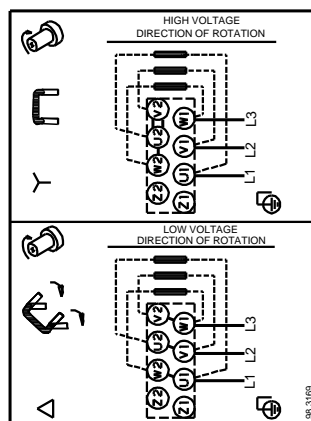 HIGH VOLTAGE
DIRECTION OF ROTATION
V2
W1
L3
U2
V1
L2
W2
U1
L1
Z2
Z1
LOW VOLTAGE
DIRECTION OF ROTATION
V2
W1
L3
U2
V1
L2
W2
U1
L1
Z2
Z1
98 3169